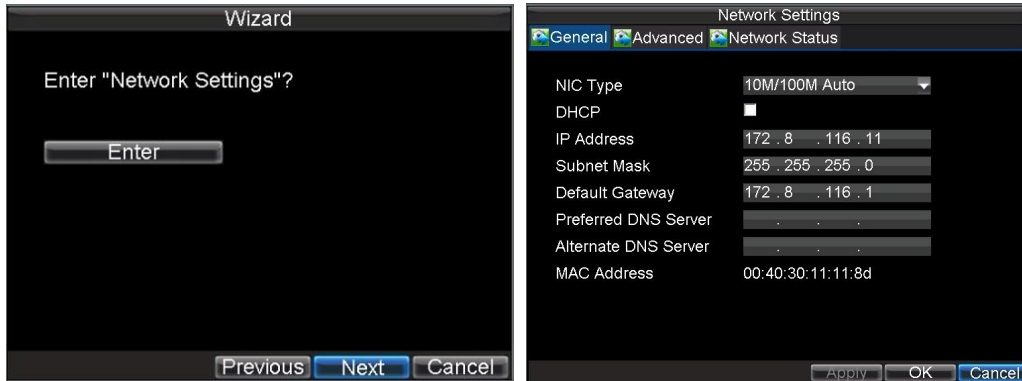 Wizard
Enter "Network Settings"?
Enter
Previous Next Cancel
Network Settings
General Advanced Network Status
NIC Type 10M/100M Auto
DHCP
IP Address 172 . 8 . 116 . 11
Subnet Mask 255 . 255 . 255 . 0
Default Gateway 172 . 8 . 116 . 1
Preferred DNS Server . . .
Alternate DNS Server . . .
MAC Address 00:40:30:11:11:8d
Apply OK Cancel